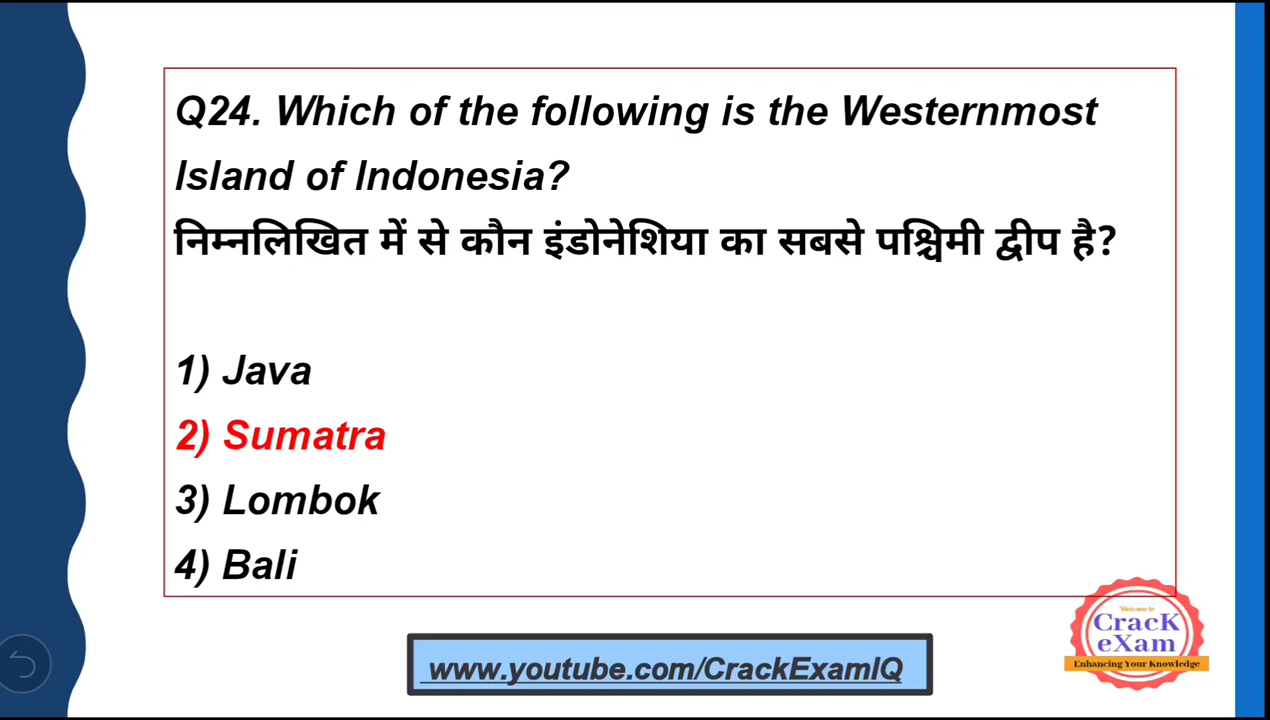 Q24. Which of the following is the Westernmost
Island of Indonesia?
निम्नलिखित में से कौन इंडोनेशिया का सबसे पश्चिमी द्वीप है?
1) Java
2) Sumatra
3) Lombok
4) Bali
Welcome to
CracK
eXam
Enhancing Your Knowledge
www.youtube.com/CrackExamIQ